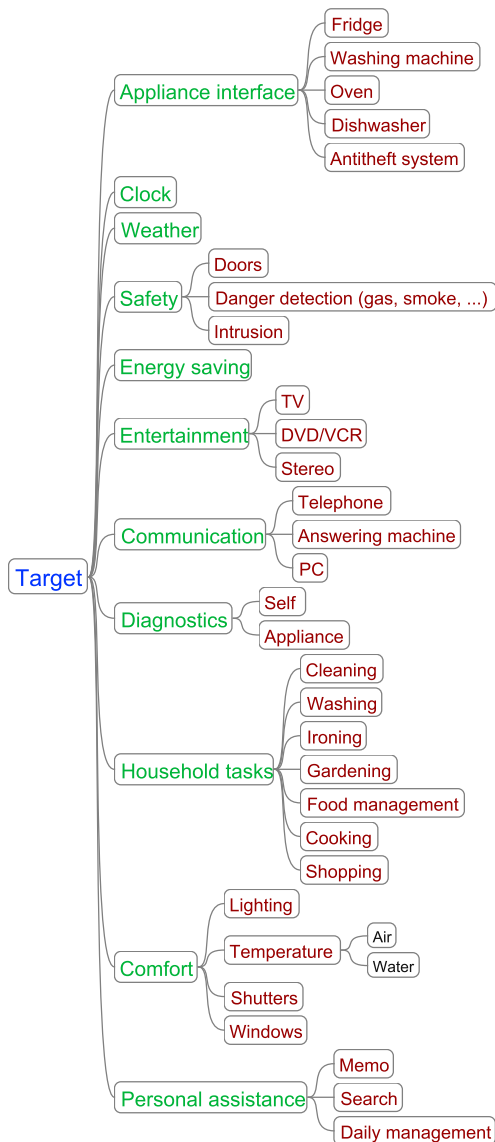 Target
Appliance interface
Fridge
Washing machine
Oven
Dishwasher
Antitheft system
Clock
Weather
Safety
Doors
Danger detection (gas, smoke, ...)
Intrusion
Energy saving
Entertainment
TV
DVD/VCR
Stereo
Communication
Telephone
Answering machine
PC
Diagnostics
Self
Appliance
Household tasks
Cleaning
Washing
Ironing
Gardening
Food management
Cooking
Shopping
Comfort
Lighting
Temperature
Air
Water
Shutters
Windows
Personal assistance
Memo
Search
Daily management